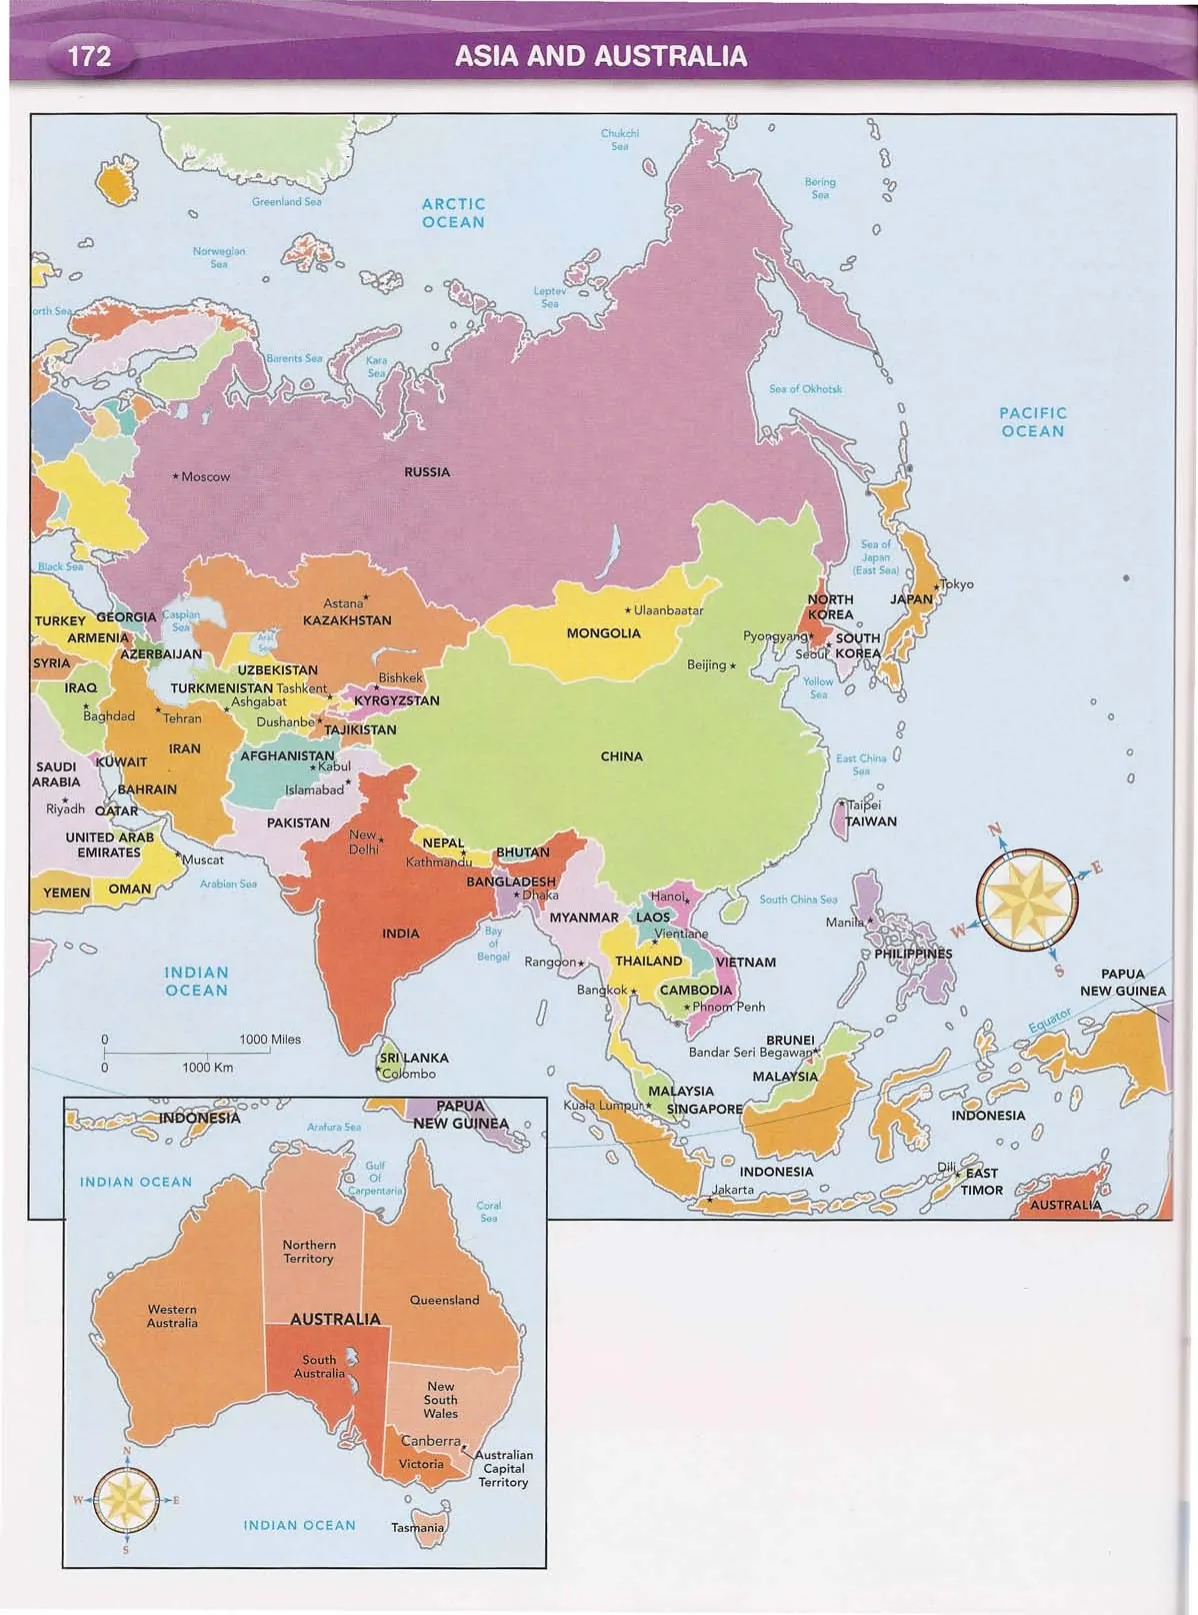 172
ASIA AND AUSTRALIA
Chukchi
Sea
Bering
Sea
Greenland Sea
ARCTIC
OCEAN
Norwegian
Sea
Leptev
Sea
orth Sea
Barents Sea
Kara
Sea
Sea of Okhotsk
PACIFIC
OCEAN
Moscow
RUSSIA
Sea of
Japan
(East Sea)
Black Sea
Tokyo
JAPAN
Astana
KAZAKHSTAN
Caspian
Sea
GEORGIA
TURKEY
ARMENIA
AZERBAIJAN
Aral
Sea
Ulaanbaatar
MONGOLIA
NORTH
KOREA
Pyongyang
SOUTH
KOREA
Seoul
Beijing
Yellow
Sea
SYRIA
IRAQ
Baghdad
UZBEKISTAN
TURKMENISTAN
Tashkent
Ashgabat
Bishkek
KYRGYZSTAN
Dushanbe
TAJIKISTAN
Tehran
IRAN
AFGHANISTAN
Kabul
Islamabad
CHINA
East China
Sea
SAUDI
ARABIA
KUWAIT
BAHRAIN
Riyadh
QATAR
UNITED ARAB
EMIRATES
PAKISTAN
New
Delhi
NEPAL
Kathmandu
BHUTAN
Taipei
TAIWAN
Muscat
YEMEN
OMAN
Arabian Sea
BANGLADESH
Dhaka
INDIA
Bay
of
Bengal
MYANMAR
Rangoon
Hanoi
LAOS
Vientiane
South China Sea
Manila
PHILIPPINES
THAILAND
VIETNAM
Bangkok
CAMBODIA
Phnom Penh
N
E
W
S
INDIAN
OCEAN
PAPUA
NEW GUINEA
Equator
0
1000 Miles
0
1000 Km
SRI LANKA
Colombo
BRUNEI
Bandar Seri Begawan
MALAYSIA
MALAYSIA
Kuala Lumpur
SINGAPORE
INDONESIA
INDONESIA
Jakarta
Dili
EAST
TIMOR
AUSTRALIA
INDONESIA
PAPUA
NEW GUINEA
Arafura Sea
INDIAN OCEAN
Gulf
Of
Carpentaria
Coral
Sea
Northern
Territory
Western
Australia
Queensland
AUSTRALIA
South
Australia
New
South
Wales
Canberra
Australian
Capital
Territory
Victoria
N
W
E
S
INDIAN OCEAN
Tasmania